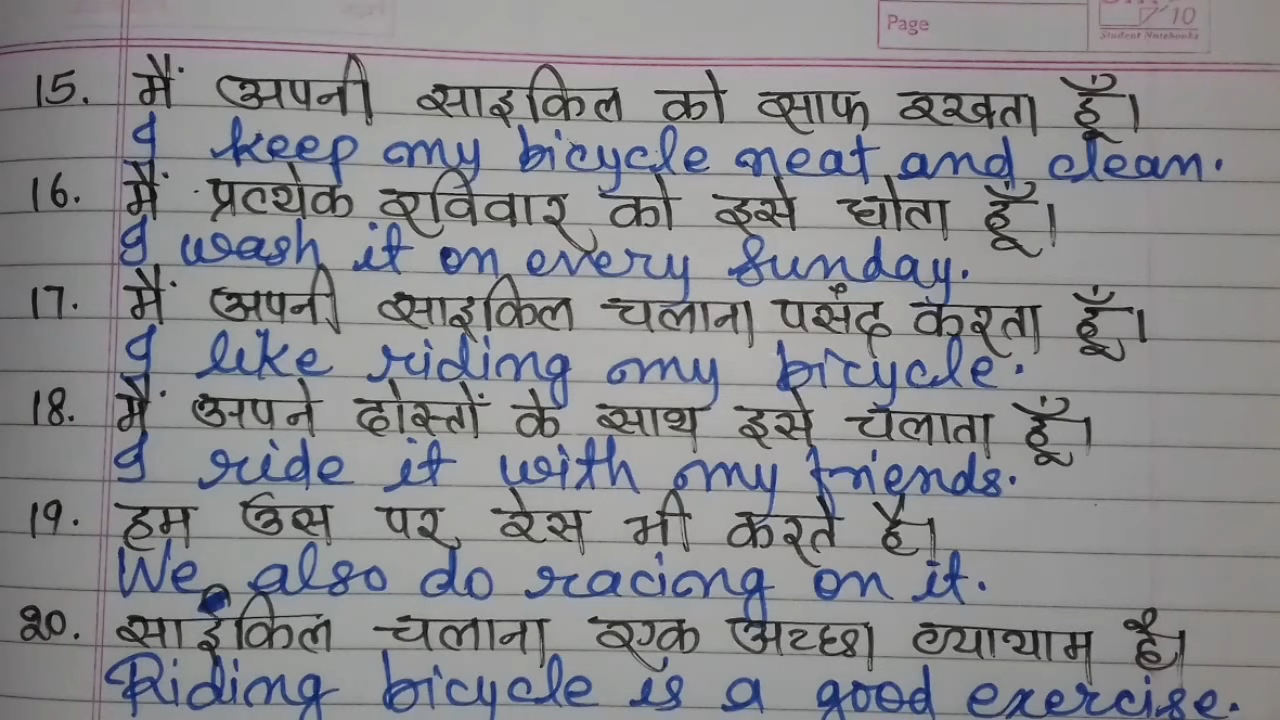 Page
10
Student Notebooks
15. मैं अपनी साइकिल को साफ रखता हूँ।
I keep my bicycle neat and clean.
16. मैं प्रत्येक रविवार को इसे धोता हूँ।
I wash it on every Sunday.
17. मैं अपनी साइकिल चलाना पसंद करता हूँ।
I like riding my bicycle.
18. मैं अपने दोस्तों के साथ इसे चलाता हूँ।
I ride it with my friends.
19. हम उस पर रेस भी करते है।
We also do racing on it.
20. साईकिल चलाना एक अच्छा व्यायाम है।
Riding bicycle is a good exercise.